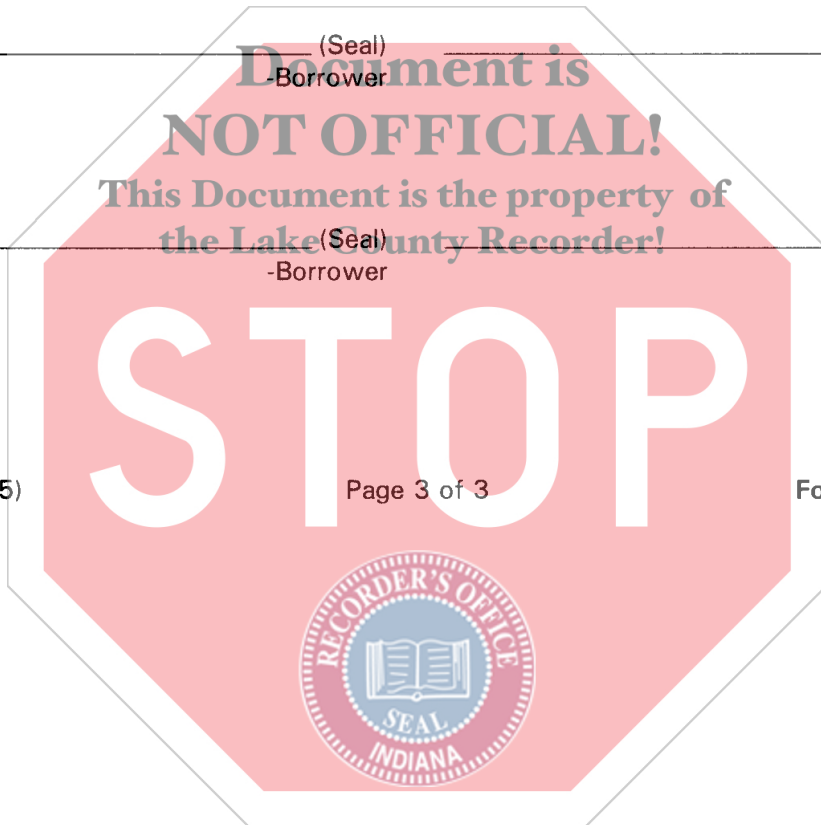 (Seal)
-Borrower
Document is
NOT OFFICIAL!
This Document is the property of
the Lake County Recorder!
(Seal)
-Borrower
STOP
5) Page 3 of 3 Fo
RECORDER'S OFFICE
SEAL
INDIANA